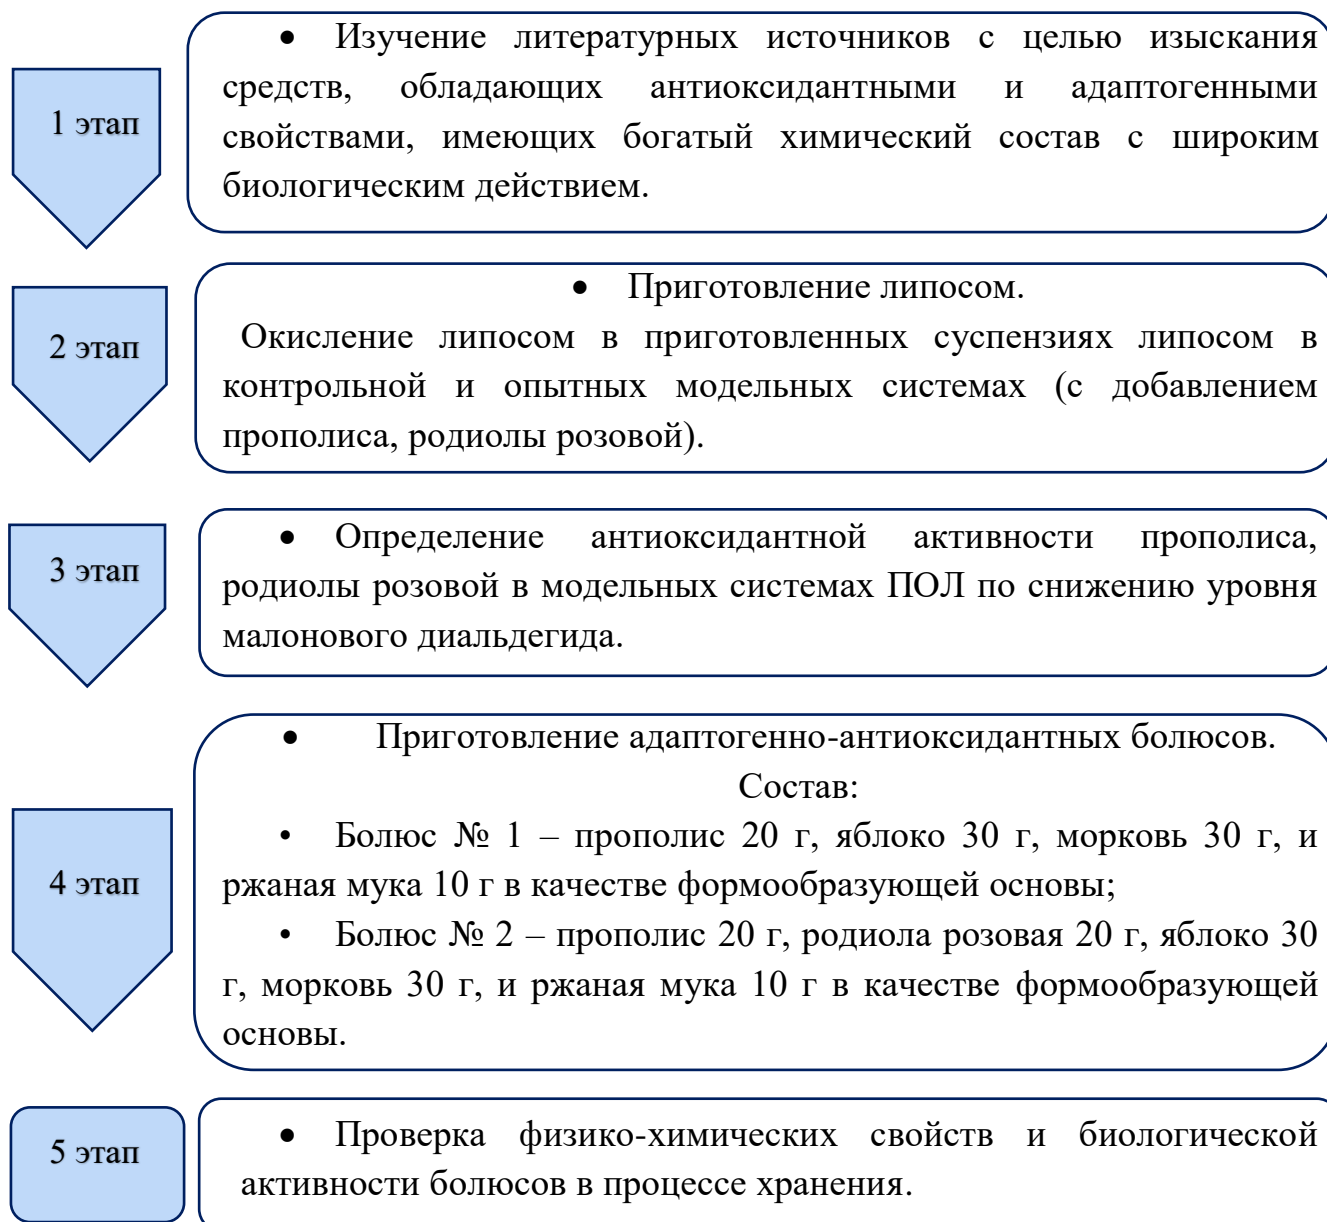 1 этап
• Изучение литературных источников с целью изыскания
средств, обладающих антиоксидантными и адаптогенными
свойствами, имеющих богатый химический состав с широким
биологическим действием.
2 этап
• Приготовление липосом.
Окисление липосом в приготовленных суспензиях липосом в
контрольной и опытных модельных системах (с добавлением
прополиса, родиолы розовой).
3 этап
• Определение антиоксидантной активности прополиса,
родиолы розовой в модельных системах ПОЛ по снижению уровня
малонового диальдегида.
4 этап
• Приготовление адаптогенно-антиоксидантных болюсов.
Состав:
• Болюс № 1 – прополис 20 г, яблоко 30 г, морковь 30 г, и
ржаная мука 10 г в качестве формообразующей основы;
• Болюс № 2 – прополис 20 г, родиола розовая 20 г, яблоко 30
г, морковь 30 г, и ржаная мука 10 г в качестве формообразующей
основы.
5 этап
• Проверка физико-химических свойств и биологической
активности болюсов в процессе хранения.